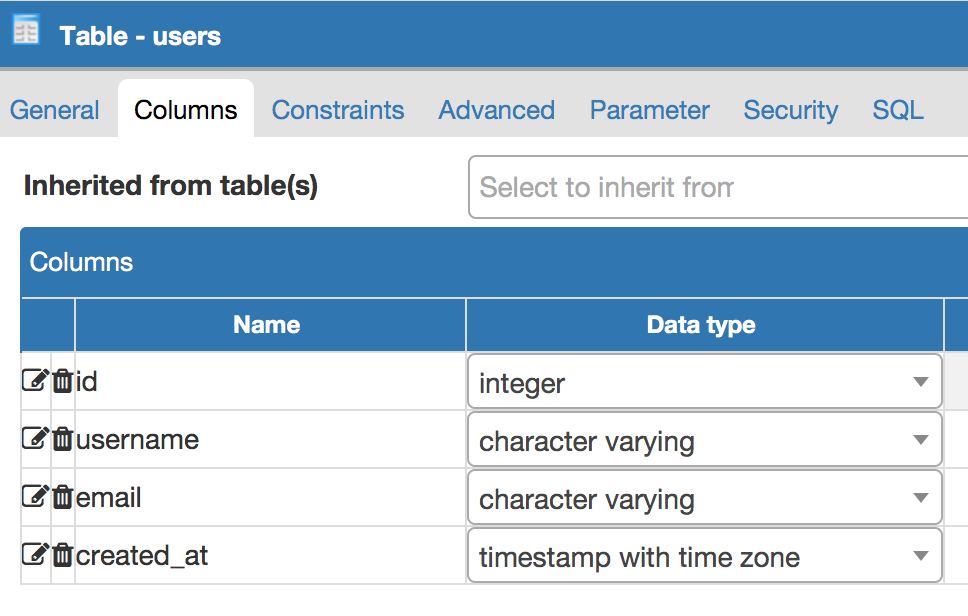 Table - users
General Columns Constraints Advanced Parameter Security SQL
Inherited from table(s) Select to inherit from
Columns
Name Data type
id integer
username character varying
email character varying
created_at timestamp with time zone